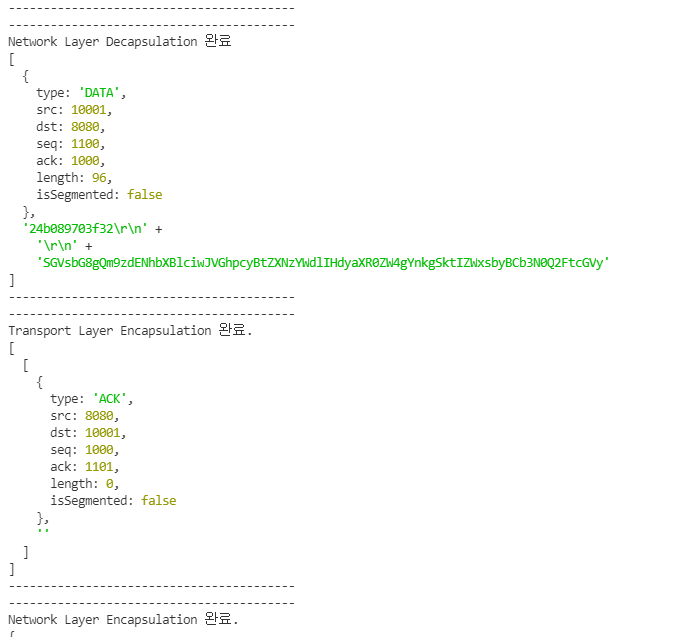 -----------------------------------------
-----------------------------------------
Network Layer Decapsulation 완료
[
  {
    type: 'DATA',
    src: 10001,
    dst: 8080,
    seq: 1100,
    ack: 1000,
    length: 96,
    isSegmented: false
  },
  '24b089703f32\r\n' +
    '\r\n' +
    'SGVsbG8gQm9zdENhbXBlciwJVGhpcyBtZXNzYWdlIHdyaXR0ZW4gYnkgSktIZWxsbyBCb3N0Q2FtcGVy'
]
-----------------------------------------
-----------------------------------------
Transport Layer Encapsulation 완료.
[
  [
    {
      type: 'ACK',
      src: 8080,
      dst: 10001,
      seq: 1000,
      ack: 1101,
      length: 0,
      isSegmented: false
    },
    ''
  ]
]
-----------------------------------------
-----------------------------------------
Network Layer Encapsulation 완료.
{